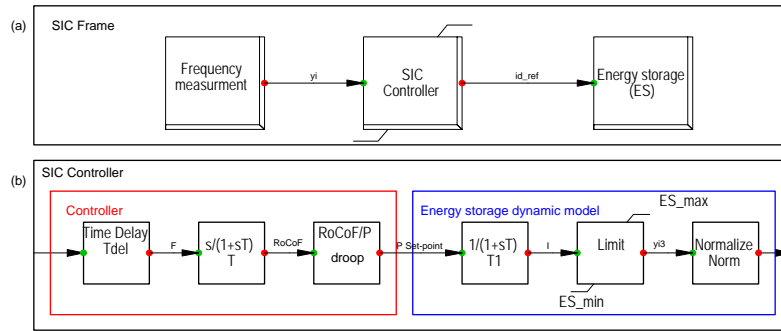 (a)
SIC Frame
Frequency
measurment
yi
SIC
Controller
id_ref
Energy storage
(ES)
(b)
SIC Controller
Controller
Time Delay
Tdel
F
s/(1+sT)
T
RoCoF
RoCoF/P
droop
P Set-point
Energy storage dynamic model
1/(1+sT)
T1
I
ES_max
Limit
ES_min
yi3
Normalize
Norm